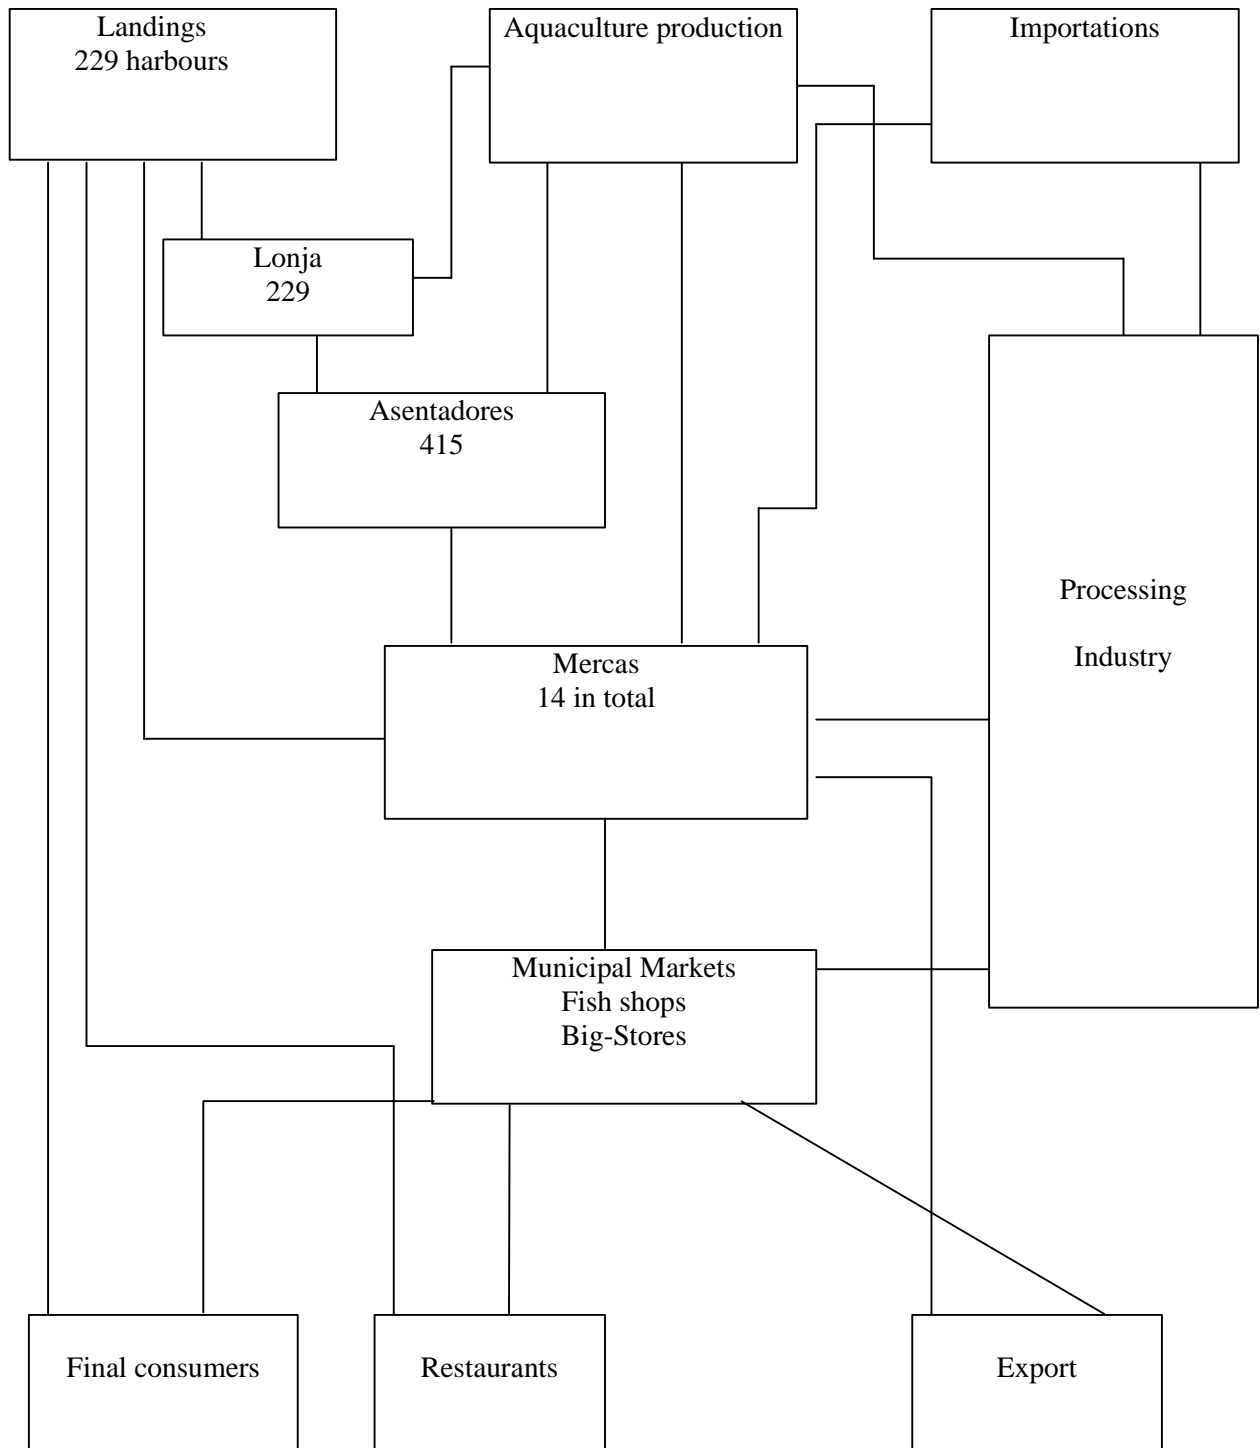 Landings
229 harbours
Aquaculture production
Importations
Lonja
229
Asentadores
415
Processing
Industry
Mercas
14 in total
Municipal Markets
Fish shops
Big-Stores
Final consumers
Restaurants
Export